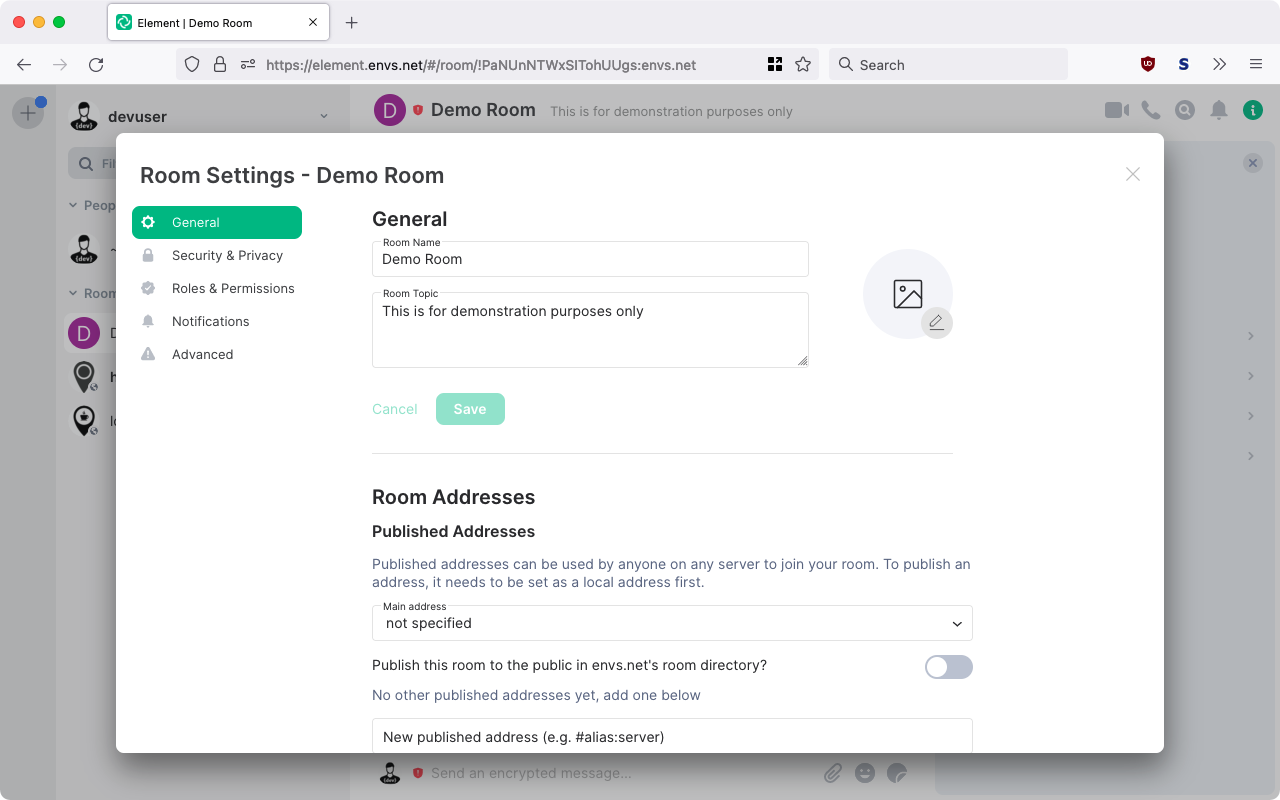 Element | Demo Room
https://element.envs.net/#/room/!PaNUnNTWxSITohUUgs:envs.net
Search
devuser
D
Demo Room
This is for demonstration purposes only
Room Settings - Demo Room
General
Security & Privacy
Roles & Permissions
Notifications
Advanced
General
Room Name
Demo Room
Room Topic
This is for demonstration purposes only
Cancel
Save
Room Addresses
Published Addresses
Published addresses can be used by anyone on any server to join your room. To publish an
address, it needs to be set as a local address first.
Main address
not specified
Publish this room to the public in envs.net's room directory?
No other published addresses yet, add one below
New published address (e.g. #alias:server)
D
Send an encrypted message...